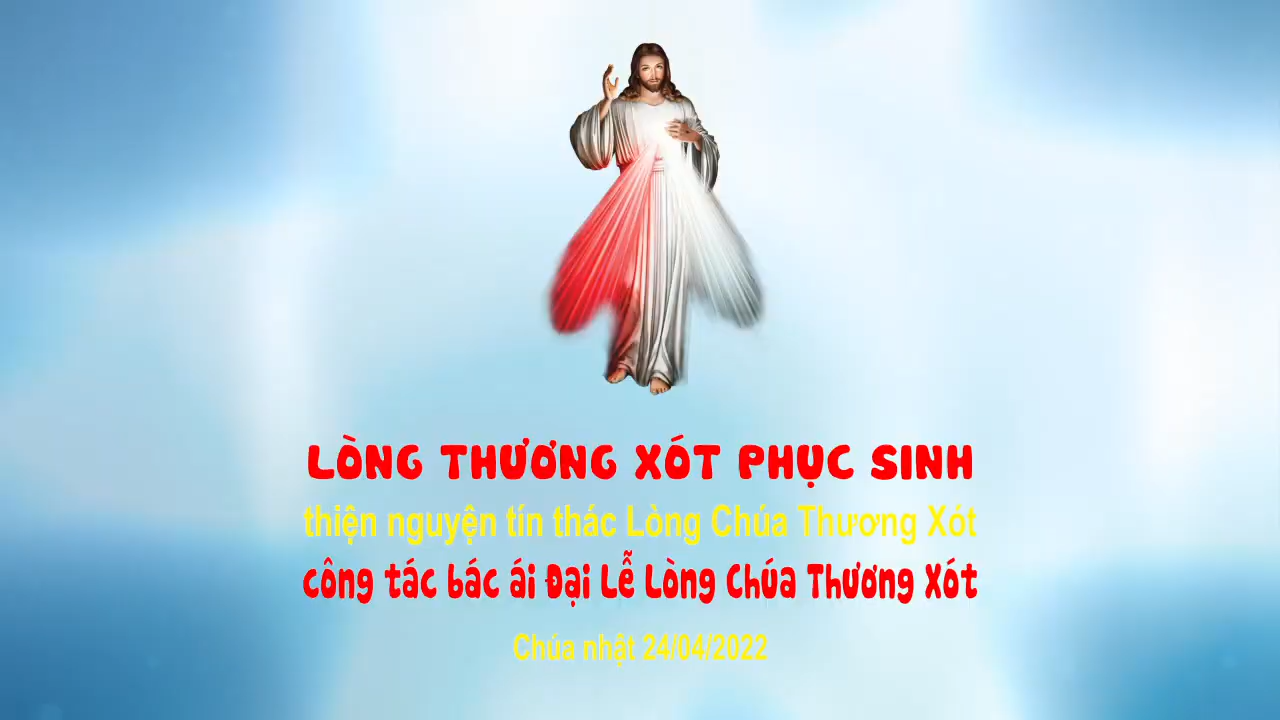 LÒNG THƯƠNG XÓT PHỤC SINH
thiện nguyện tín thác Lòng Chúa Thương Xót
công tác bác ái Đại Lễ Lòng Chúa Thương Xót
Chúa nhật 24/04/2022